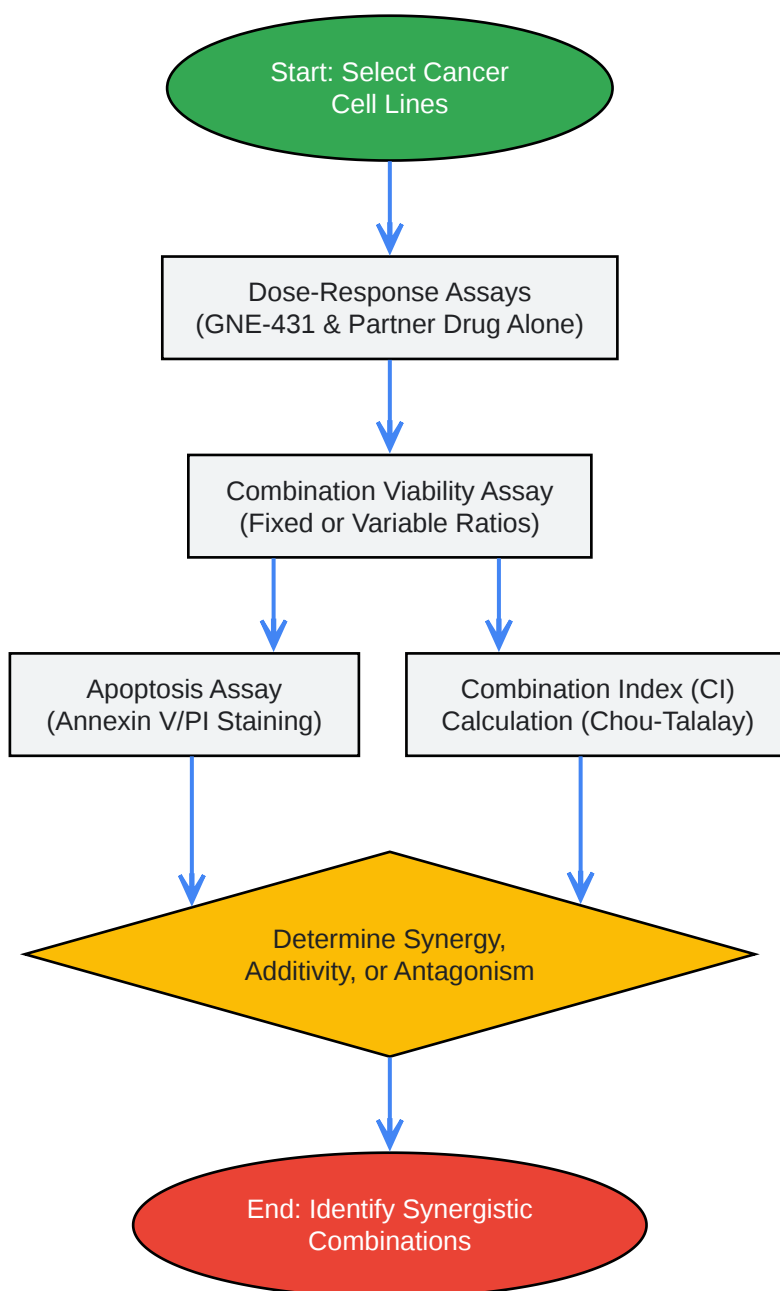 Start: Select Cancer
Cell Lines
Dose-Response Assays
(GNE-431 & Partner Drug Alone)
Combination Viability Assay
(Fixed or Variable Ratios)
Apoptosis Assay
(Annexin V/PI Staining)
Combination Index (CI)
Calculation (Chou-Talalay)
Determine Synergy,
Additivity, or Antagonism
End: Identify Synergistic
Combinations